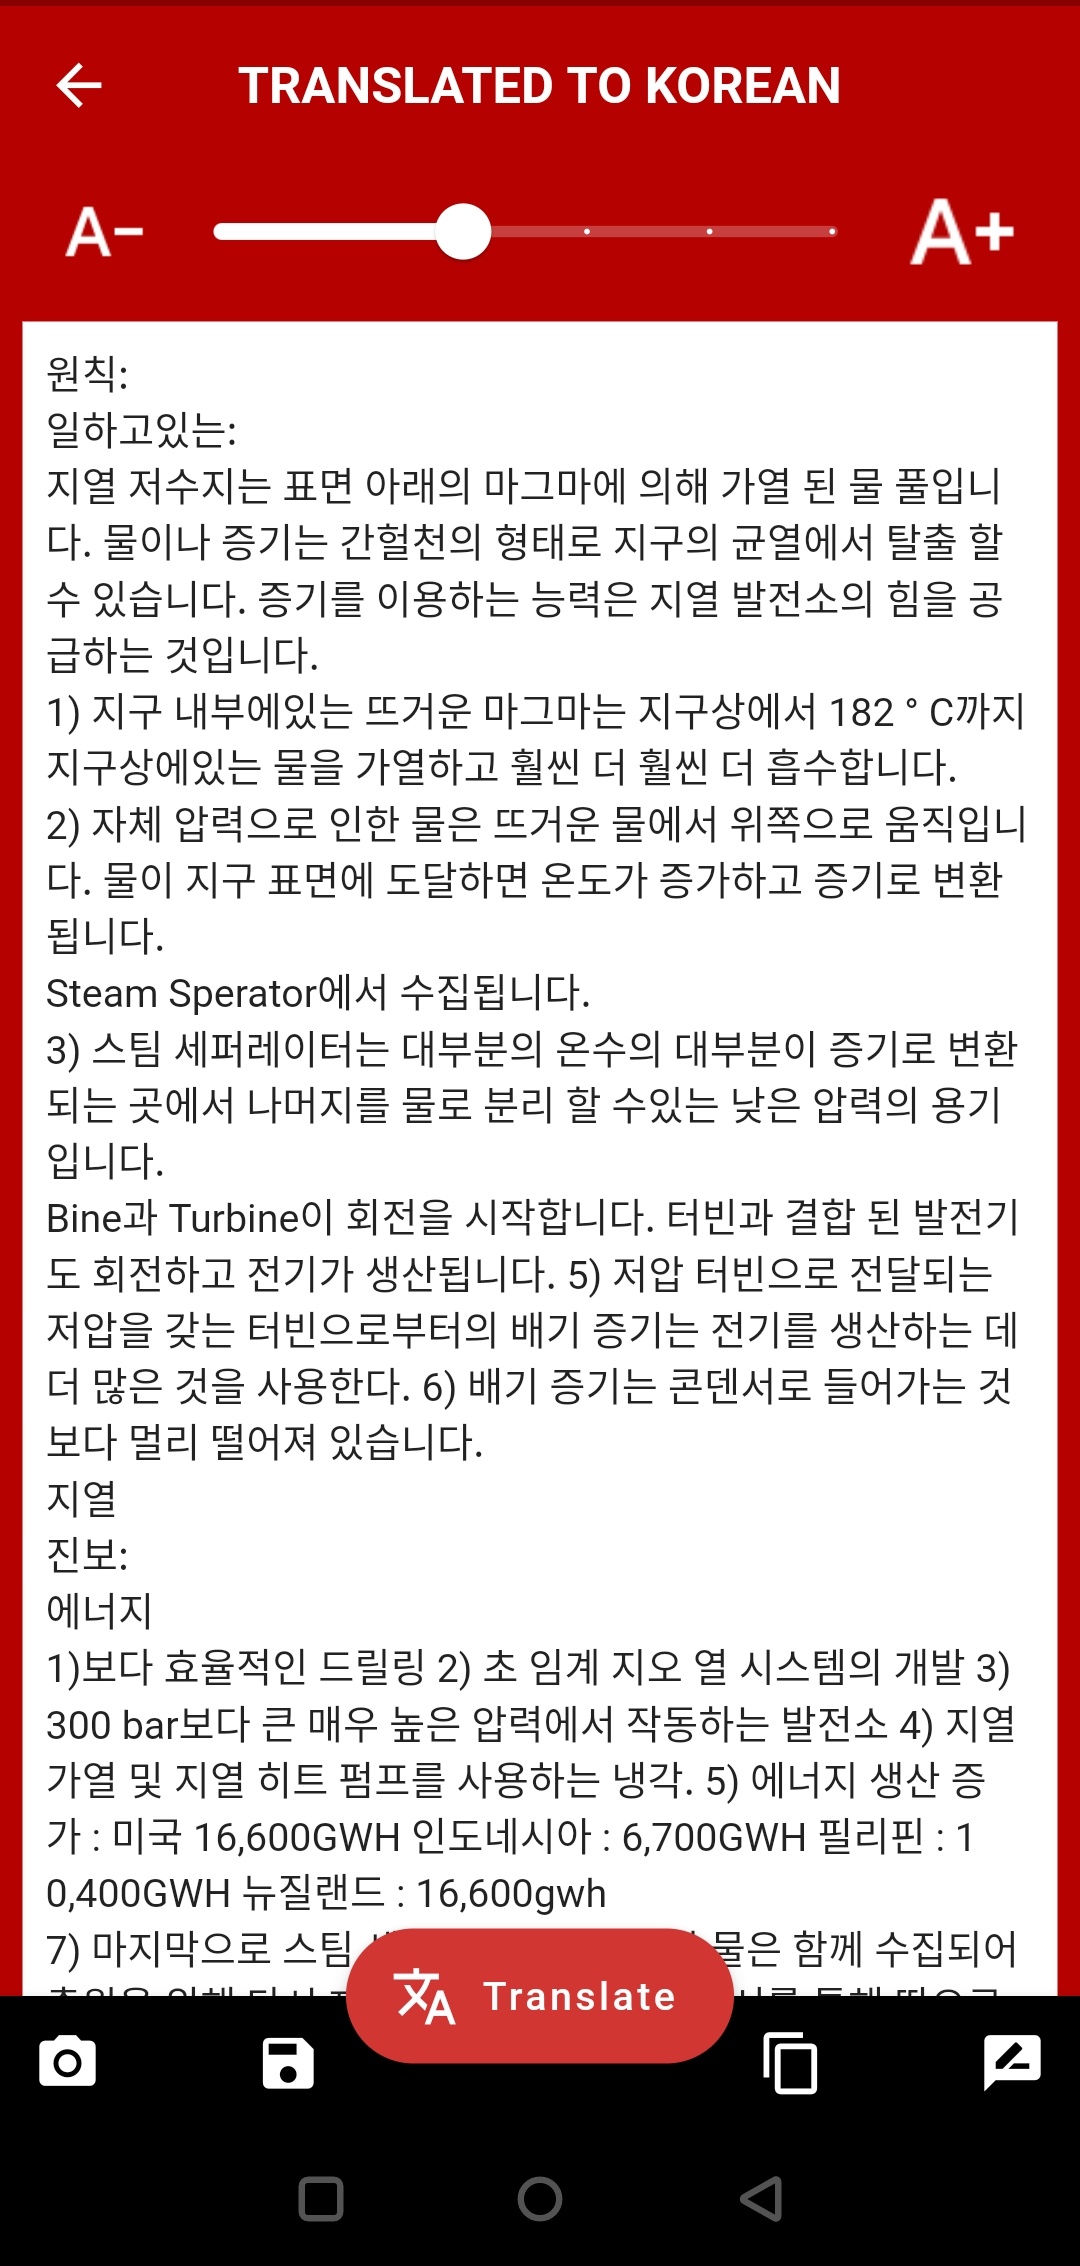 TRANSLATED TO KOREAN
A-
A+
원칙:
일하고있는:
지열 저수지는 표면 아래의 마그마에 의해 가열 된 물 풀입니
다. 물이나 증기는 간헐천의 형태로 지구의 균열에서 탈출 할
수 있습니다. 증기를 이용하는 능력은 지열 발전소의 힘을 공
급하는 것입니다.
1) 지구 내부에있는 뜨거운 마그마는 지구상에서 182 ° C까지
지구상에있는 물을 가열하고 훨씬 더 훨씬 더 흡수합니다.
2) 자체 압력으로 인한 물은 뜨거운 물에서 위쪽으로 움직입니
다. 물이 지구 표면에 도달하면 온도가 증가하고 증기로 변환
됩니다.
Steam Sperator에서 수집됩니다.
3) 스팀 세퍼레이터는 대부분의 온수의 대부분이 증기로 변환
되는 곳에서 나머지를 물로 분리 할 수있는 낮은 압력의 용기
입니다.
Bine과 Turbine이 회전을 시작합니다. 터빈과 결합 된 발전기
도 회전하고 전기가 생산됩니다. 5) 저압 터빈으로 전달되는
저압을 갖는 터빈으로부터의 배기 증기는 전기를 생산하는 데
더 많은 것을 사용한다. 6) 배기 증기는 콘덴서로 들어가는 것
보다 멀리 떨어져 있습니다.
지열
진보:
에너지
1)보다 효율적인 드릴링 2) 초 임계 지오 열 시스템의 개발 3)
300 bar보다 큰 매우 높은 압력에서 작동하는 발전소 4) 지열
가열 및 지열 히트 펌프를 사용하는 냉각. 5) 에너지 생산 증
가 : 미국 16,600GWH 인도네시아 : 6,700GWH 필리핀 : 1
0,400GWH 뉴질랜드 : 16,600gwh
7) 마지막으로 스팀 물은 함께 수집되어
Translate